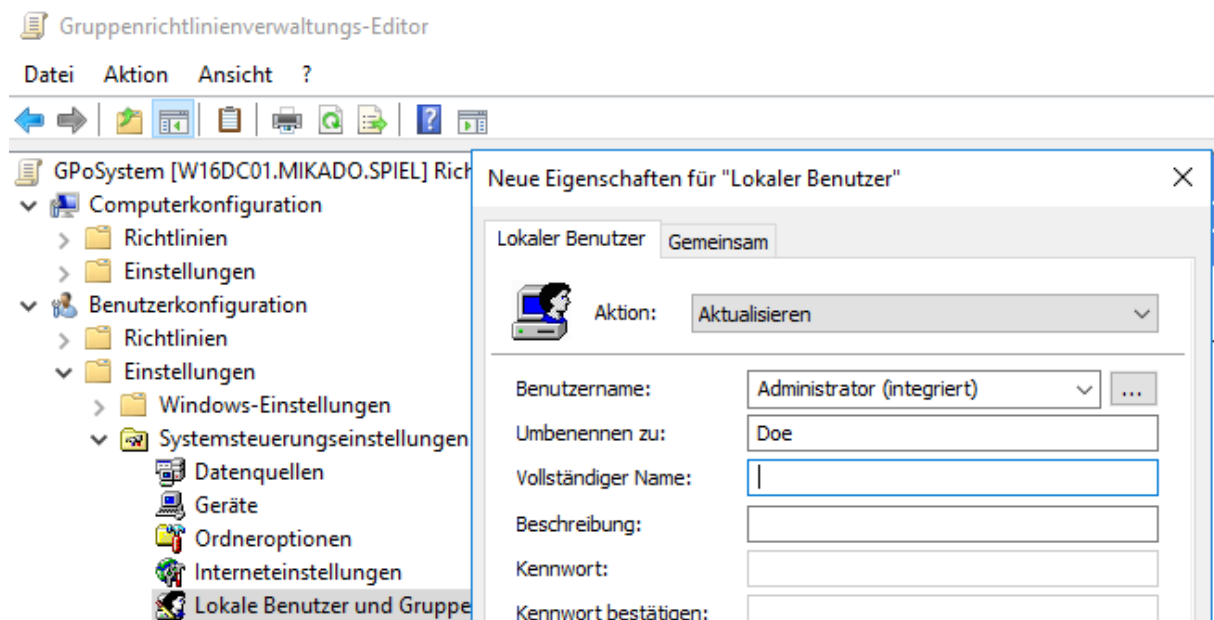 Gruppenrichtlinienverwaltungs-Editor
Datei Aktion Ansicht ?
GPoSystem [W16DC01.MIKADO.SPIEL] Rich
Computerkonfiguration
Richtlinien
Einstellungen
Benutzerkonfiguration
Richtlinien
Einstellungen
Windows-Einstellungen
Systemsteuerungseinstellungen
Datenquellen
Geräte
Ordneroptionen
Interneteinstellungen
Lokale Benutzer und Gruppe
Neue Eigenschaften für "Lokaler Benutzer"
Lokaler Benutzer Gemeinsam
Aktion: Aktualisieren
Benutzername: Administrator (integriert) ...
Umbenennen zu: Doe
Vollständiger Name:
Beschreibung:
Kennwort:
Kennwort bestätigen: